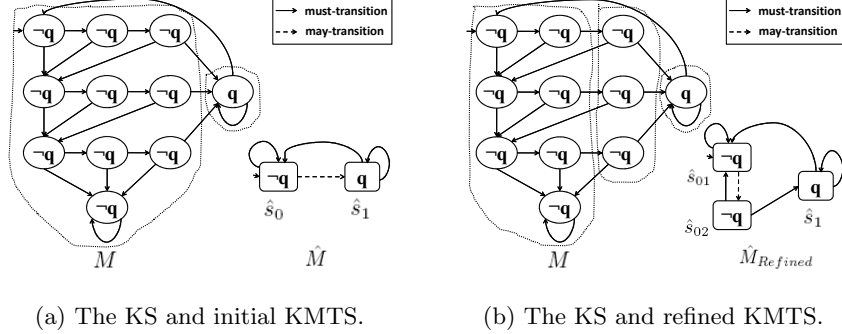 must-transition
may-transition
¬q ¬q ¬q
¬q ¬q ¬q q
¬q ¬q ¬q
¬q q
¬q
ŝ₀ ŝ₁
M M̂
(a) The KS and initial KMTS.
must-transition
may-transition
¬q ¬q ¬q
¬q ¬q ¬q q
¬q ¬q ¬q
¬q
ŝ₀₁ q
¬q
¬q
ŝ₀₂ ŝ₁
M M̂_Refined
(b) The KS and refined KMTS.